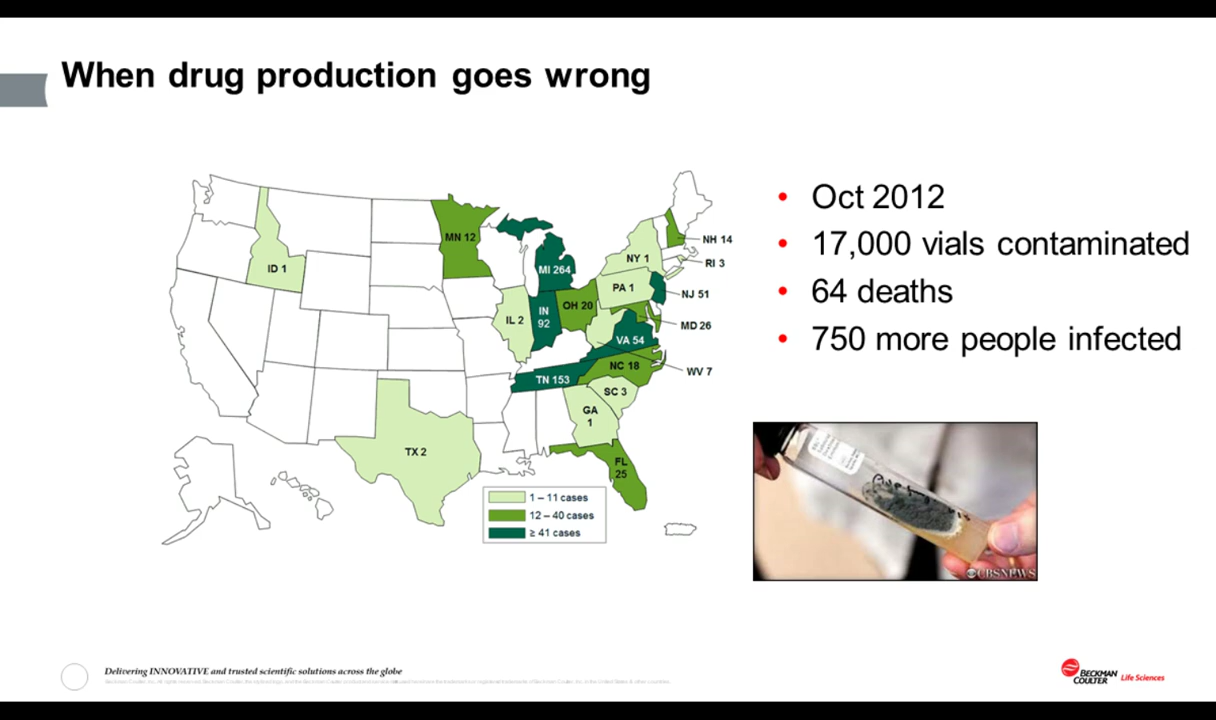 When drug production goes wrong
MN 12
NH 14
NY 1
RI 3
ID 1
MI 264
PA 1
NJ 51
OH 20
IN
92
IL 2
MD 26
VA 54
NC 18
WV 7
TN 153
SC 3
GA
1
TX 2
FL
25
1 – 11 cases
12 – 40 cases
≥ 41 cases
• Oct 2012
• 17,000 vials contaminated
• 64 deaths
• 750 more people infected
CBSNEWS
Delivering INNOVATIVE and trusted scientific solutions across the globe
BECKMAN
COULTER Life Sciences